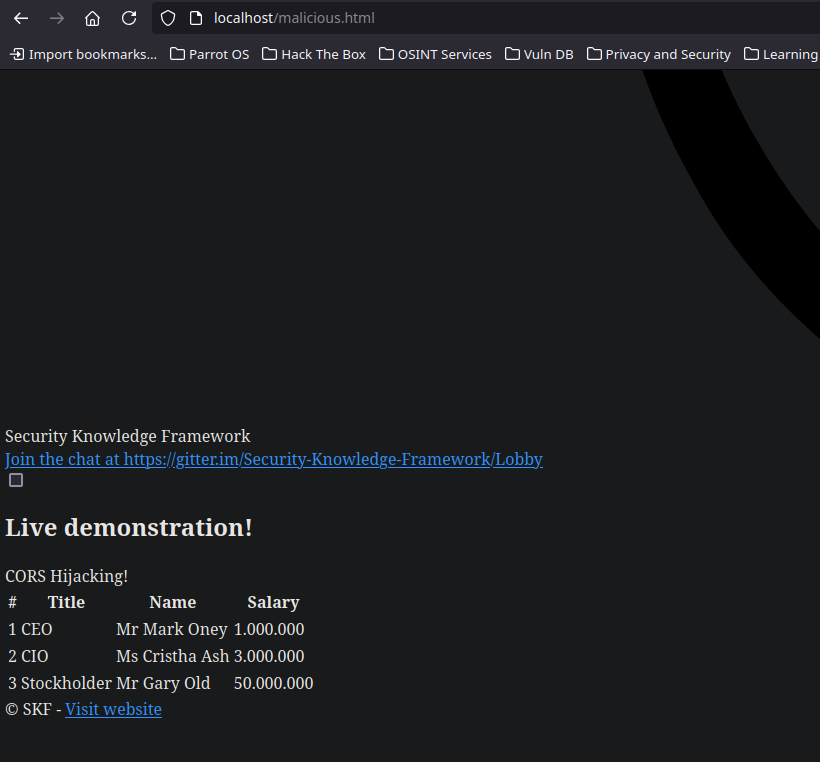 localhost/malicious.html
Import bookmarks... Parrot OS Hack The Box OSINT Services Vuln DB Privacy and Security Learning
Security Knowledge Framework
Join the chat at https://gitter.im/Security-Knowledge-Framework/Lobby
Live demonstration!
CORS Hijacking!
# Title Name Salary
1 CEO Mr Mark Oney 1.000.000
2 CIO Ms Cristha Ash 3.000.000
3 Stockholder Mr Gary Old 50.000.000
© SKF - Visit website